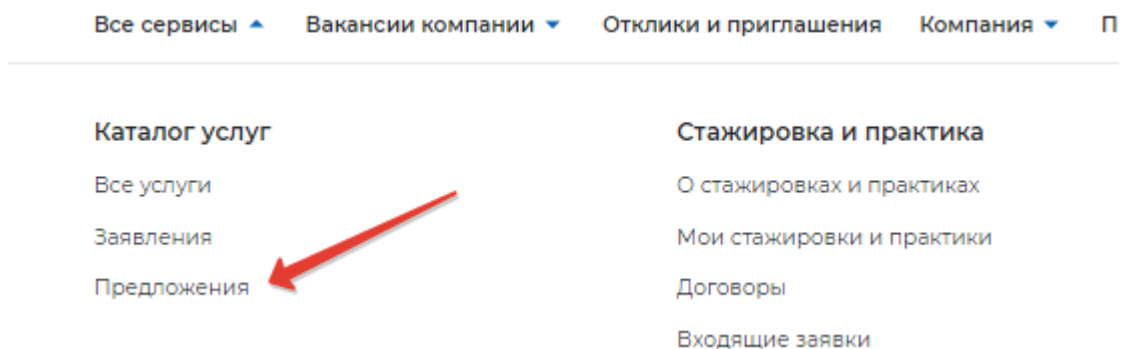 Все сервисы Вакансии компании Отклики и приглашения Компания П
Каталог услуг
Все услуги
Заявления
Предложения
Стажировка и практика
О стажировках и практиках
Мои стажировки и практики
Договоры
Входящие заявки